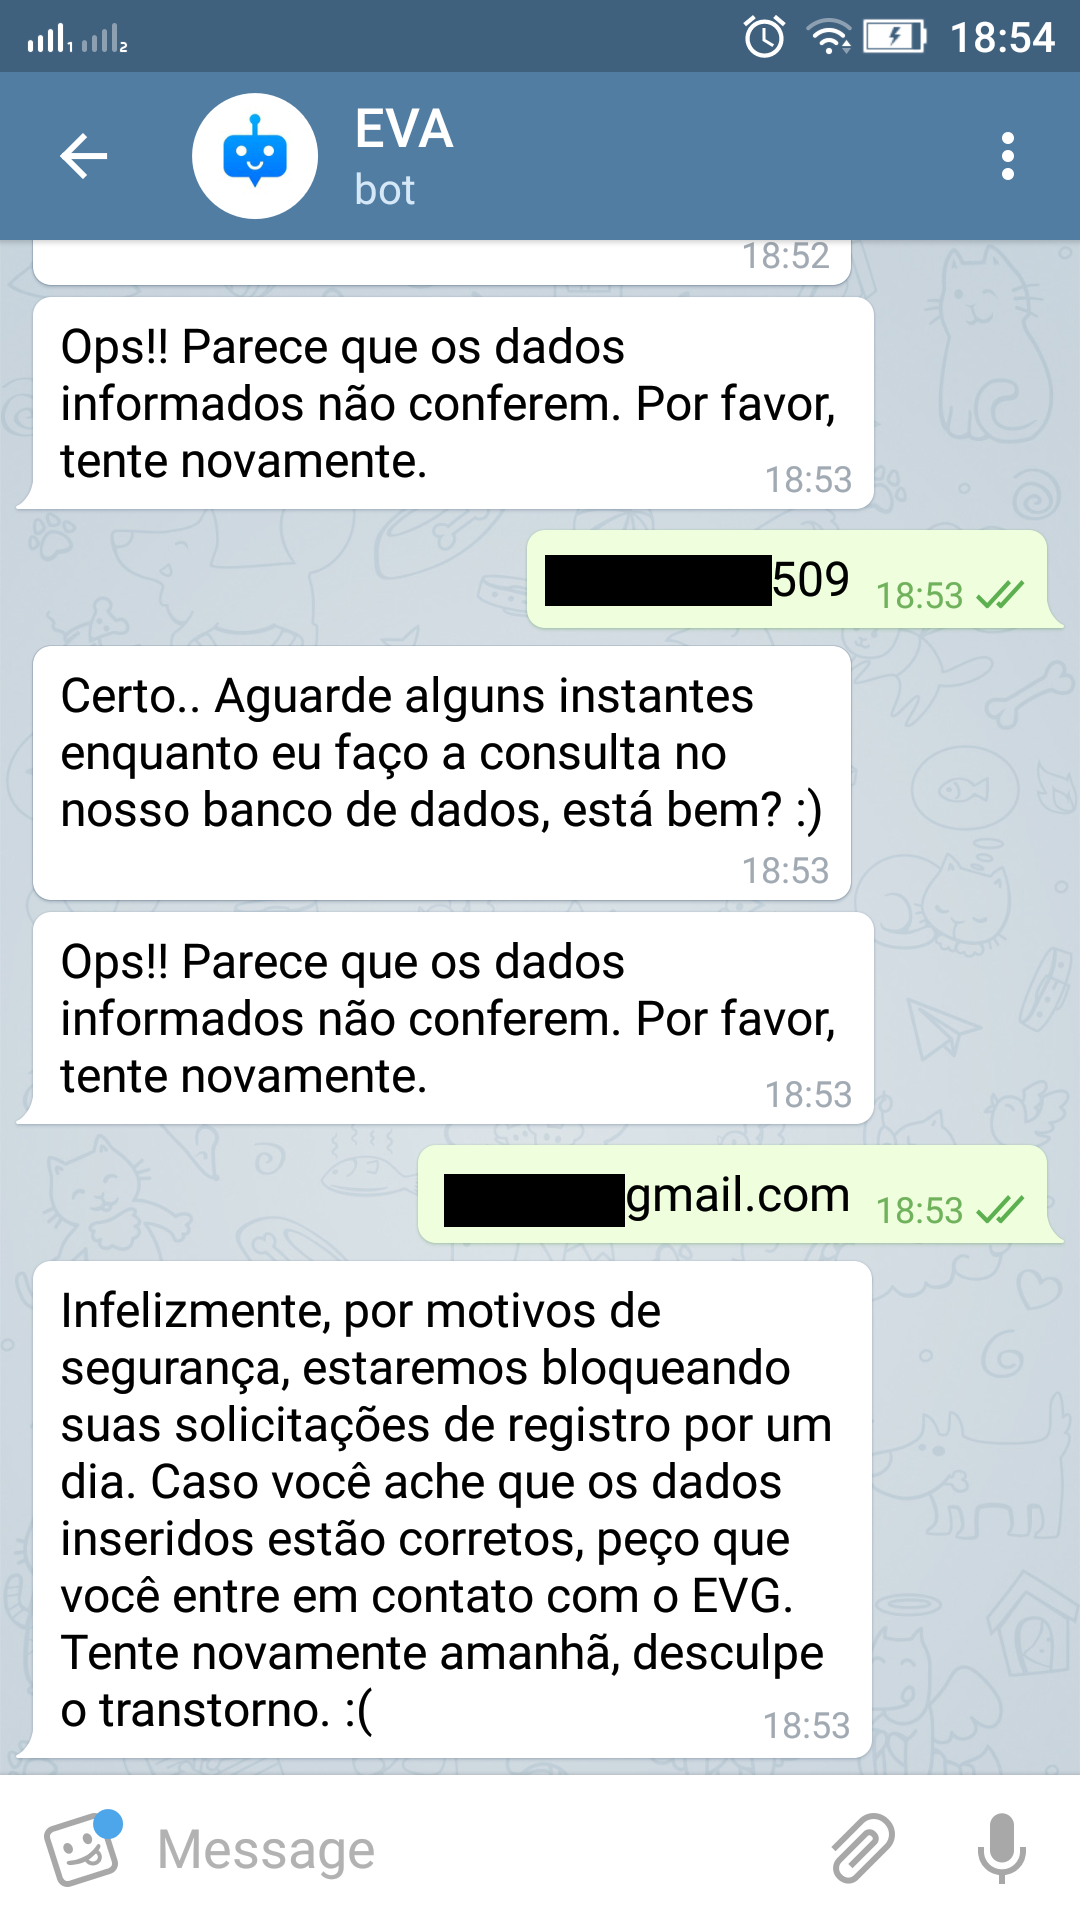 1 2 18:54
EVA
bot
18:52
Ops!! Parece que os dados
informados não conferem. Por favor,
tente novamente.
18:53
509 18:53
Certo.. Aguarde alguns instantes
enquanto eu faço a consulta no
nosso banco de dados, está bem? :)
18:53
Ops!! Parece que os dados
informados não conferem. Por favor,
tente novamente.
18:53
gmail.com 18:53
Infelizmente, por motivos de
segurança, estaremos bloqueando
suas solicitações de registro por um
dia. Caso você ache que os dados
inseridos estão corretos, peço que
você entre em contato com o EVG.
Tente novamente amanhã, desculpe
o transtorno. :(
18:53
Message